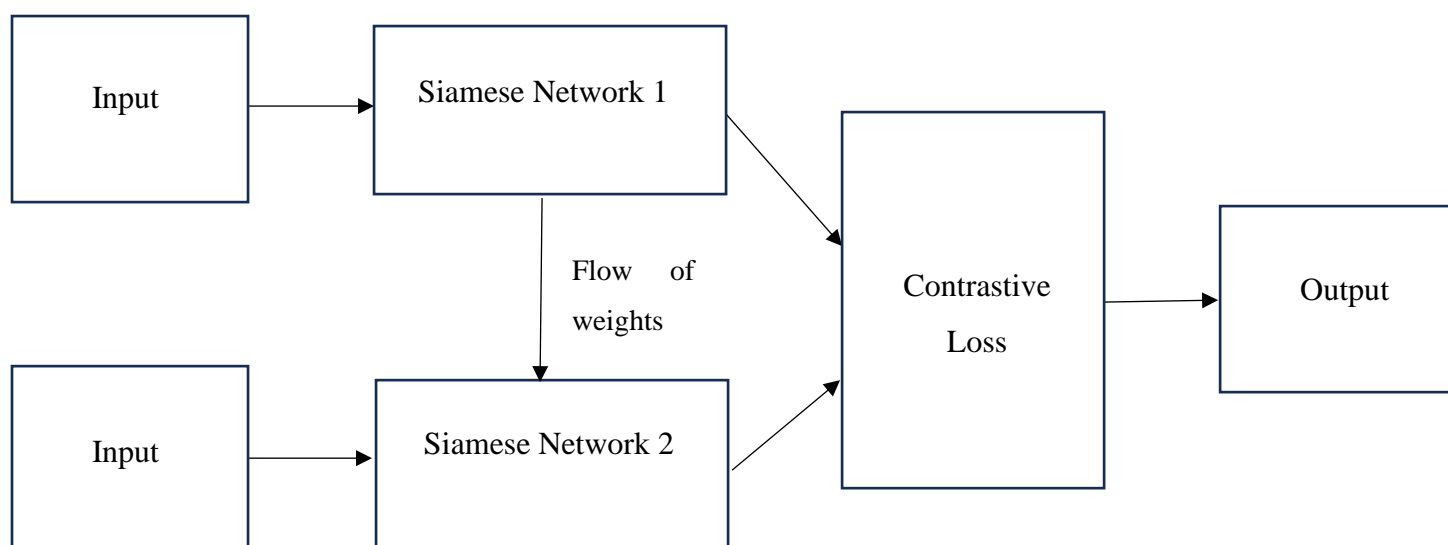 Input
Siamese Network 1
Flow of
weights
Contrastive
Loss
Output
Input
Siamese Network 2